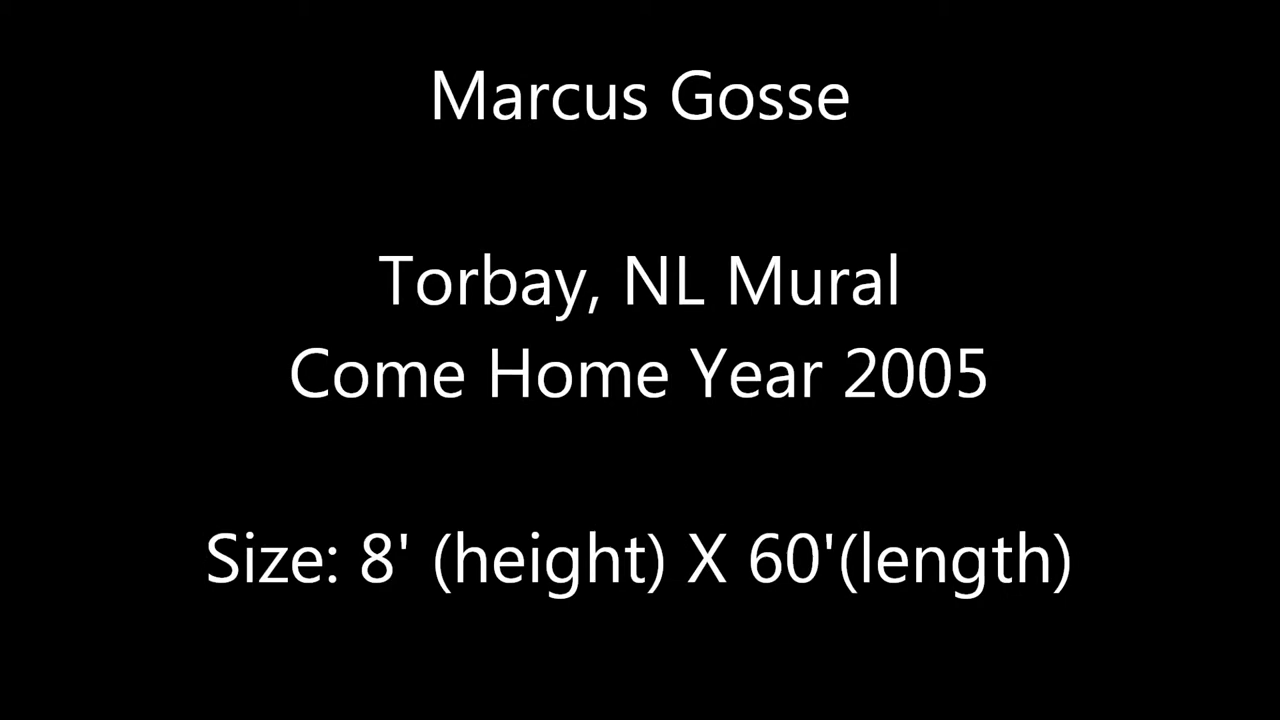 Marcus Gosse
Torbay, NL Mural
Come Home Year 2005
Size: 8' (height) X 60'(length)